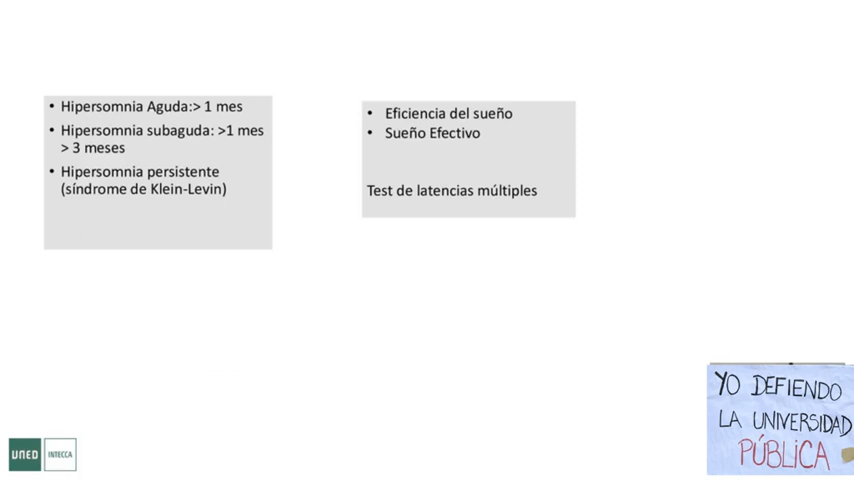 • Hipersomnia Aguda:> 1 mes
• Hipersomnia subaguda: >1 mes
> 3 meses
• Hipersomnia persistente
(síndrome de Klein-Levin)
• Eficiencia del sueño
• Sueño Efectivo
Test de latencias múltiples
YO DEFIENDO
LA UNIVERSIDAD
PÚBLICA
UNED INTECCA